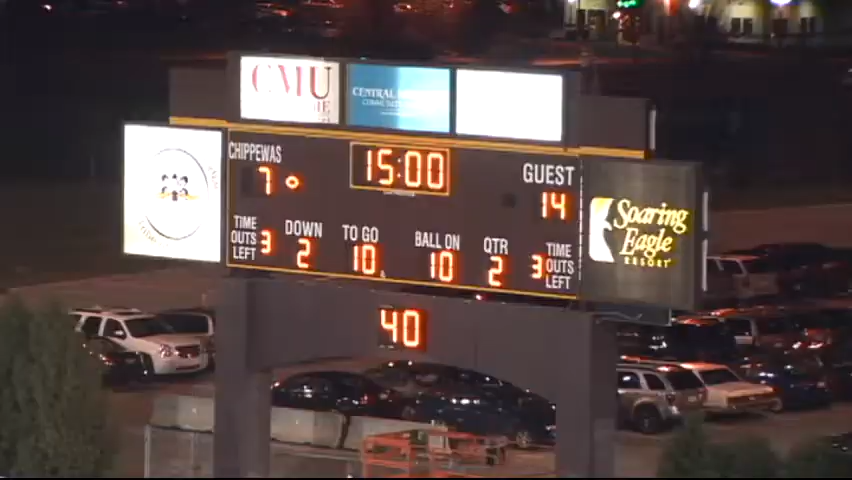 CMU
CENTRAL
CHIPPEWAS
15:00
GUEST
7
14
TIME OUTS LEFT
3
DOWN
2
TO GO
10
BALL ON
10
QTR
2
3
TIME OUTS LEFT
Soaring
Eagle
RESORT
40